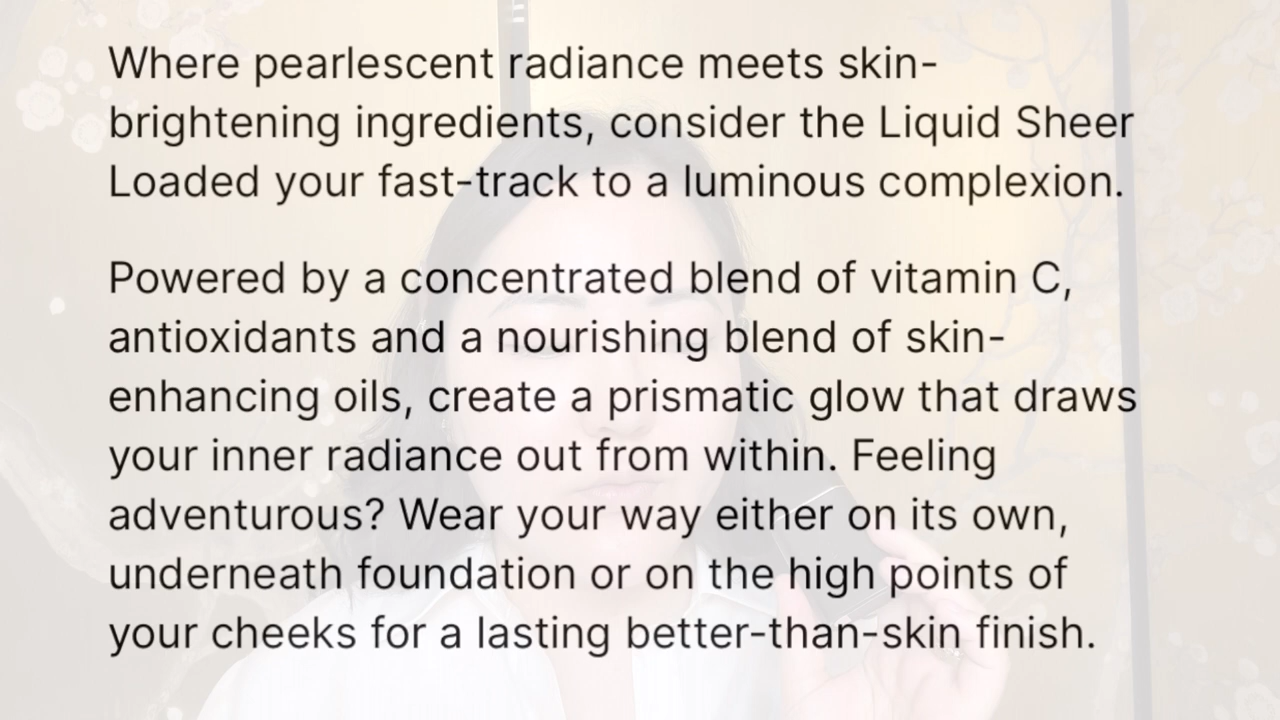 Where pearlescent radiance meets skin-
brightening ingredients, consider the Liquid Sheer
Loaded your fast-track to a luminous complexion.
Powered by a concentrated blend of vitamin C,
antioxidants and a nourishing blend of skin-
enhancing oils, create a prismatic glow that draws
your inner radiance out from within. Feeling
adventurous? Wear your way either on its own,
underneath foundation or on the high points of
your cheeks for a lasting better-than-skin finish.